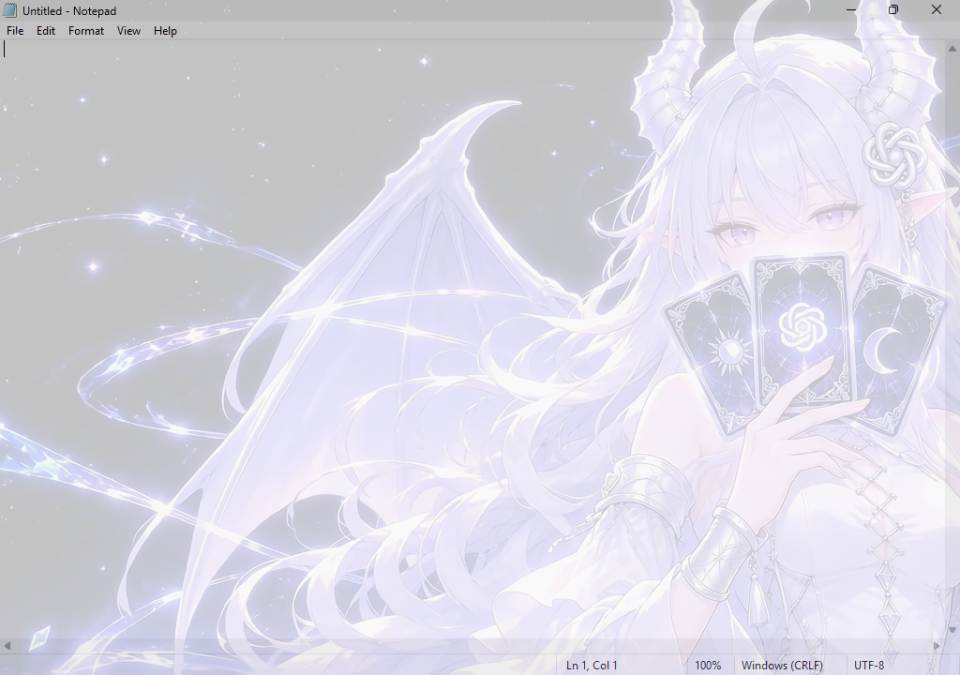 Untitled - Notepad
File Edit Format View Help
Ln 1, Col 1 100% Windows (CRLF) UTF-8